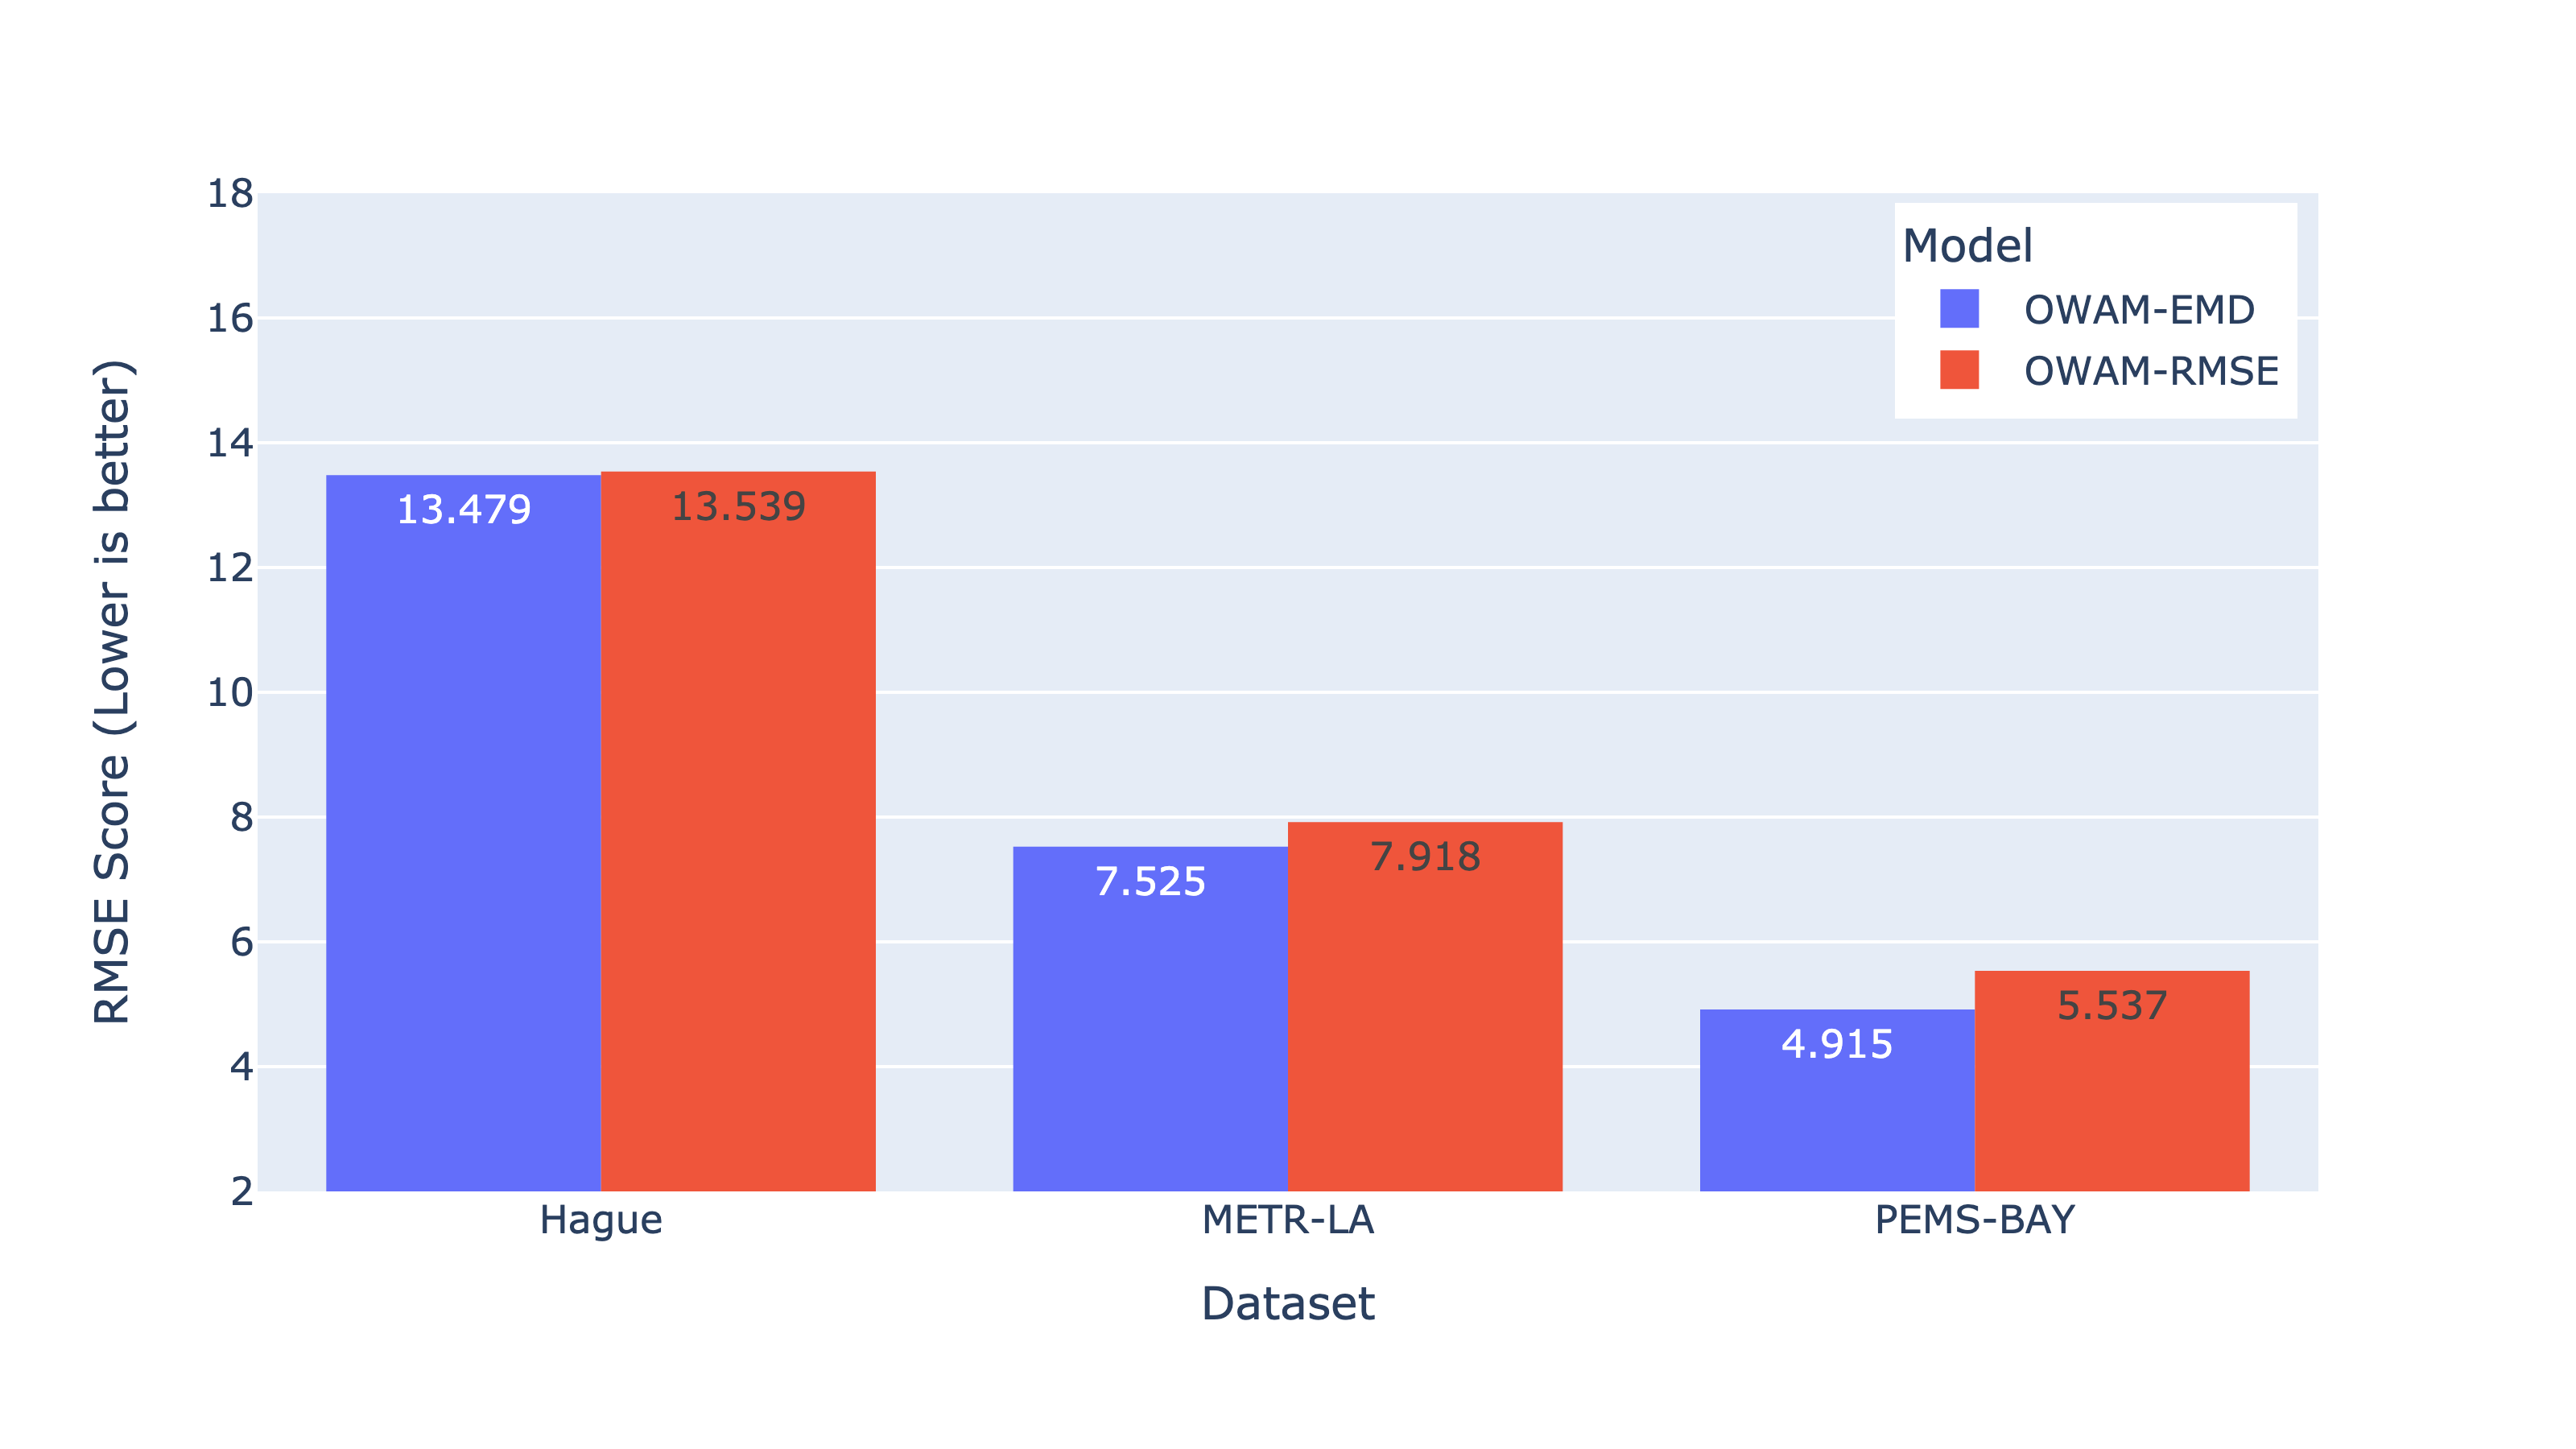 18
16
14
12
10
8
6
4
2
RMSE Score (Lower is better)
Model
OWAM-EMD
OWAM-RMSE
13.479
13.539
7.525
7.918
4.915
5.537
Hague
METR-LA
PEMS-BAY
Dataset